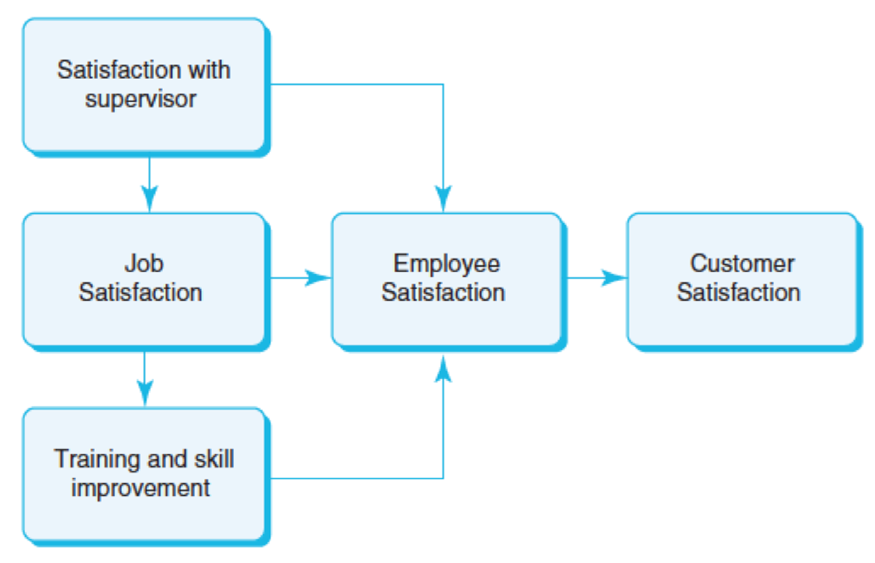 Satisfaction with
supervisor
Job
Satisfaction
Employee
Satisfaction
Customer
Satisfaction
Training and skill
improvement